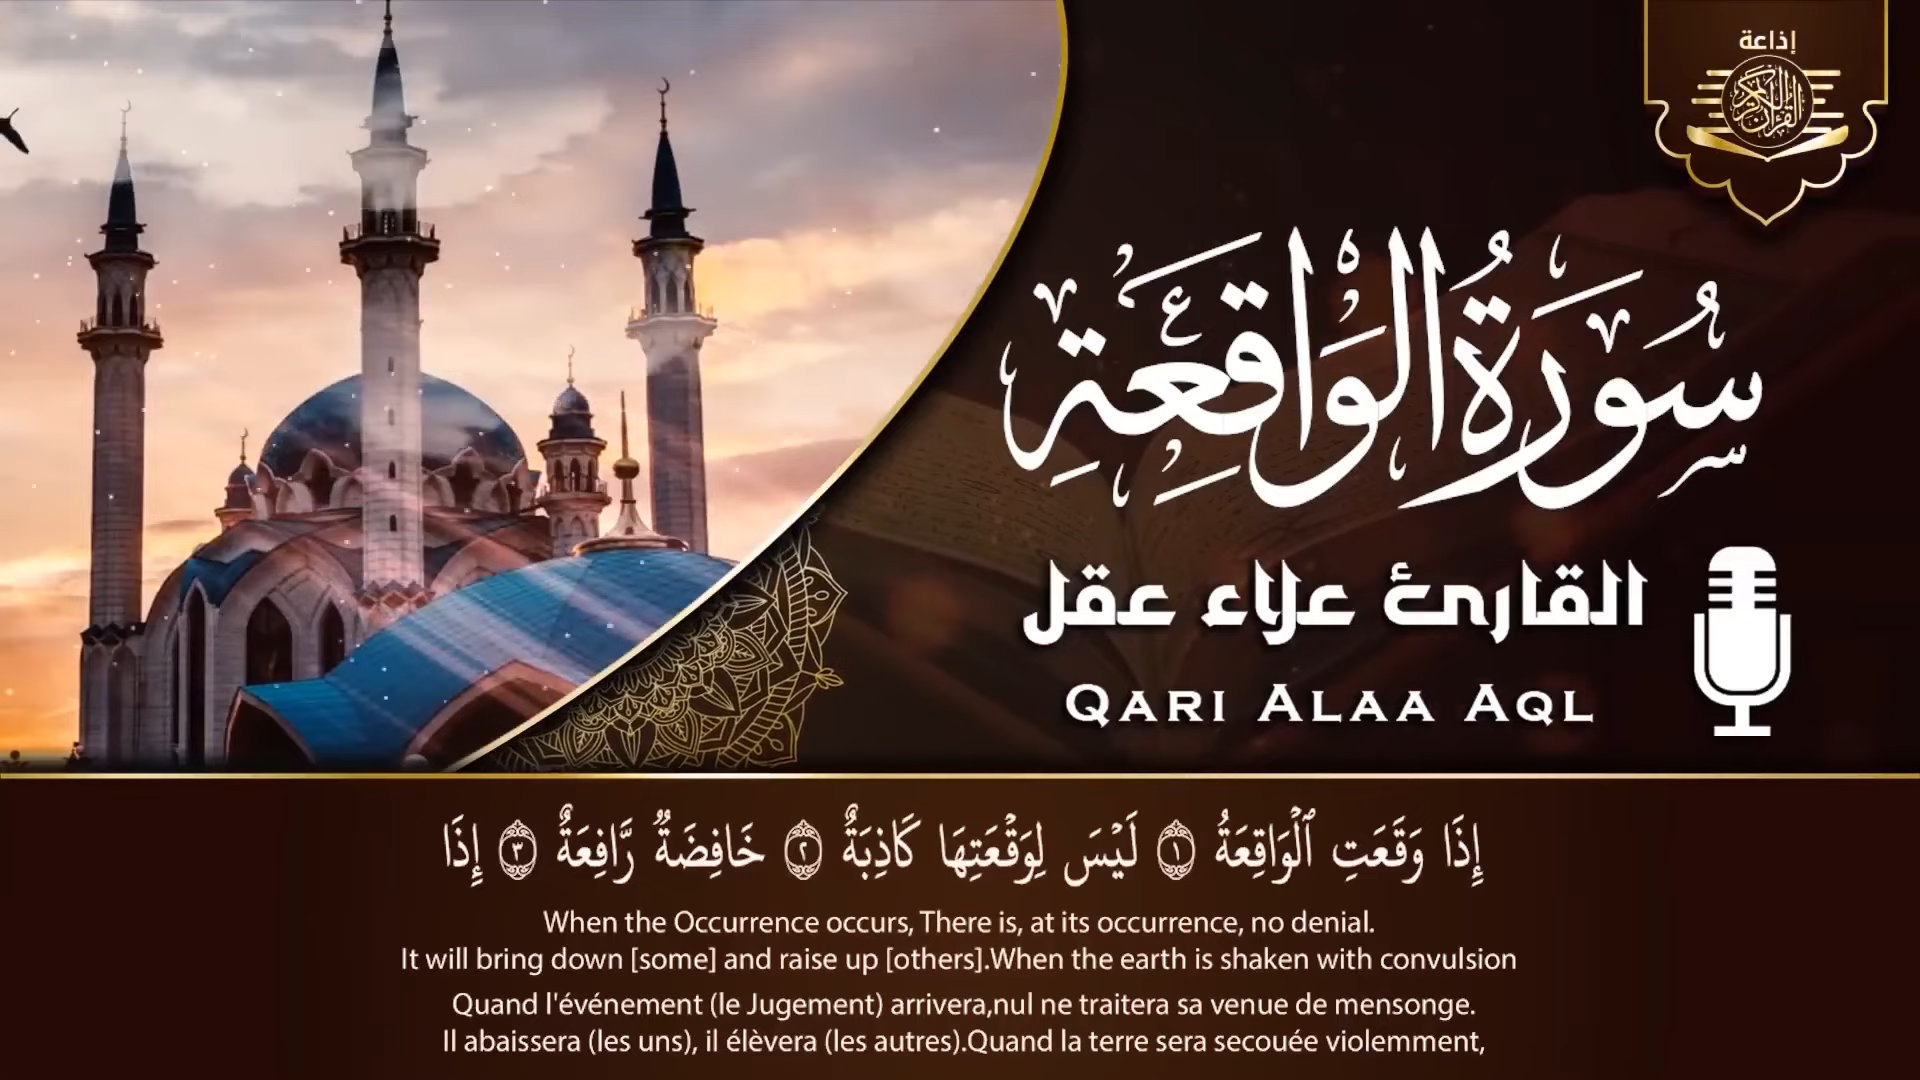 إذاعة
القرآن الكريم
سُورَةُ الْوَاقِعَةِ
القارئ علاء عقل
QARI ALAA AQL
إِذَا وَقَعَتِ ٱلْوَاقِعَةُ ١ لَيْسَ لِوَقْعَتِهَا كَاذِبَةٌ ٢ خَافِضَةٌ رَّافِعَةٌ ٣ إِذَا
When the Occurrence occurs, There is, at its occurrence, no denial.
It will bring down [some] and raise up [others].When the earth is shaken with convulsion
Quand l'événement (le Jugement) arrivera,nul ne traitera sa venue de mensonge.
Il abaissera (les uns), il élèvera (les autres).Quand la terre sera secouée violemment,